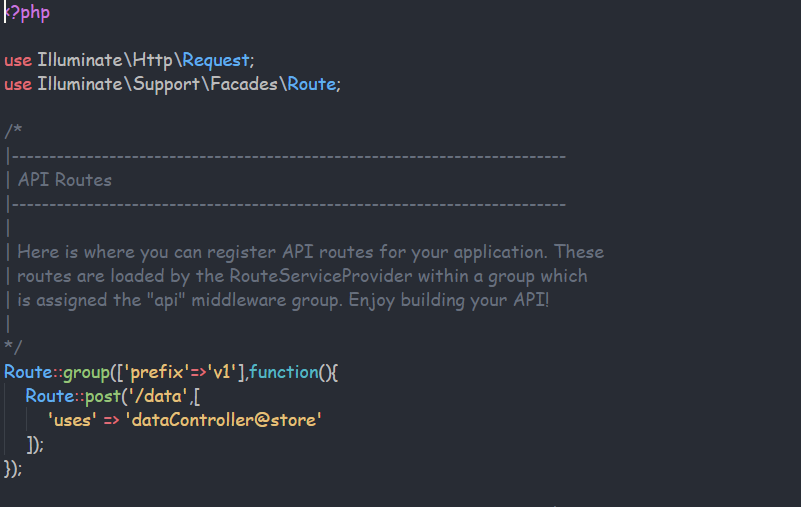 <?php
use Illuminate\Http\Request;
use Illuminate\Support\Facades\Route;
/*
|--------------------------------------------------------------------------
| API Routes
|--------------------------------------------------------------------------
|
| Here is where you can register API routes for your application. These
| routes are loaded by the RouteServiceProvider within a group which
| is assigned the "api" middleware group. Enjoy building your API!
|
*/
Route::group(['prefix'=>'v1'],function(){
Route::post('/data',[
'uses' => 'dataController@store'
]);
});